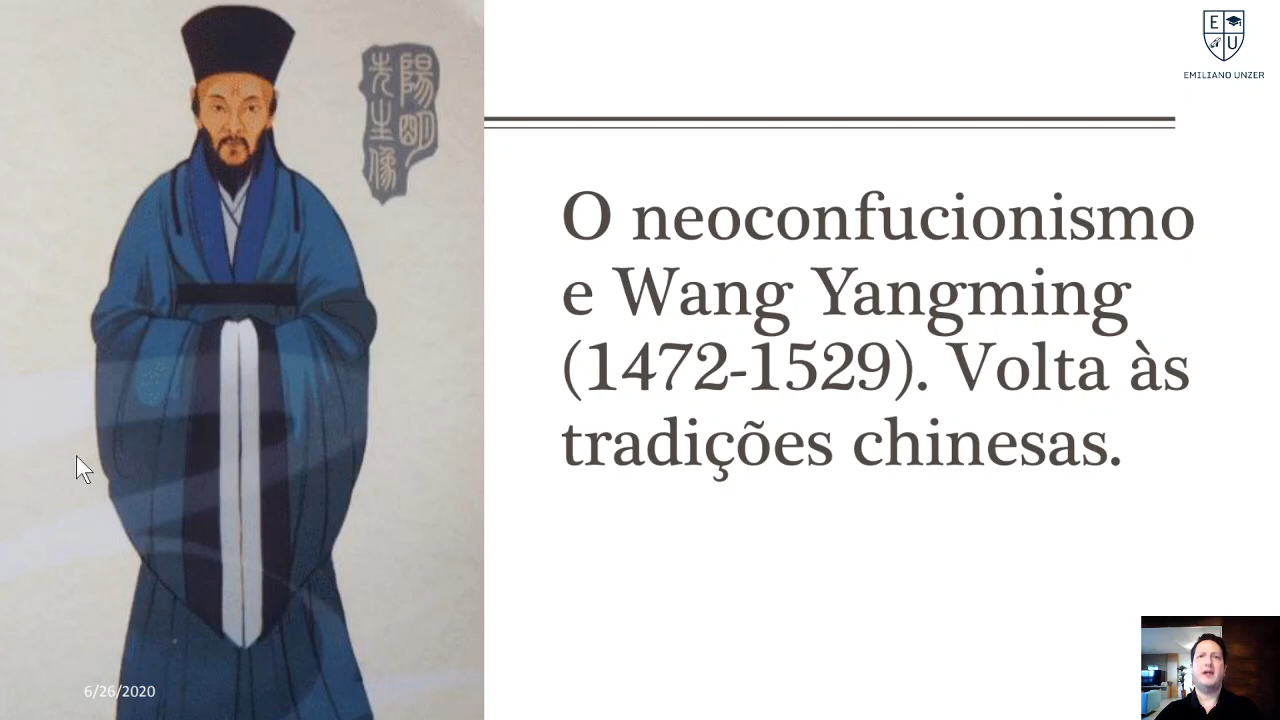 陽明
先生像
E
U
EMILIANO UNZER
O neoconfucionismo
e Wang Yangming
(1472-1529). Volta às
tradições chinesas.
6/26/2020